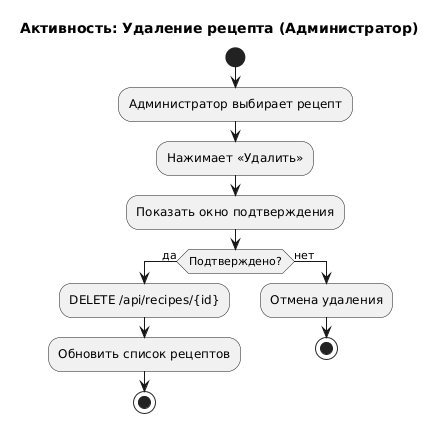 Активность: Удаление рецепта (Администратор)
Администратор выбирает рецепт
Нажимает «Удалить»
Показать окно подтверждения
да
Подтверждено?
нет
DELETE /api/recipes/{id}
Отмена удаления
Обновить список рецептов